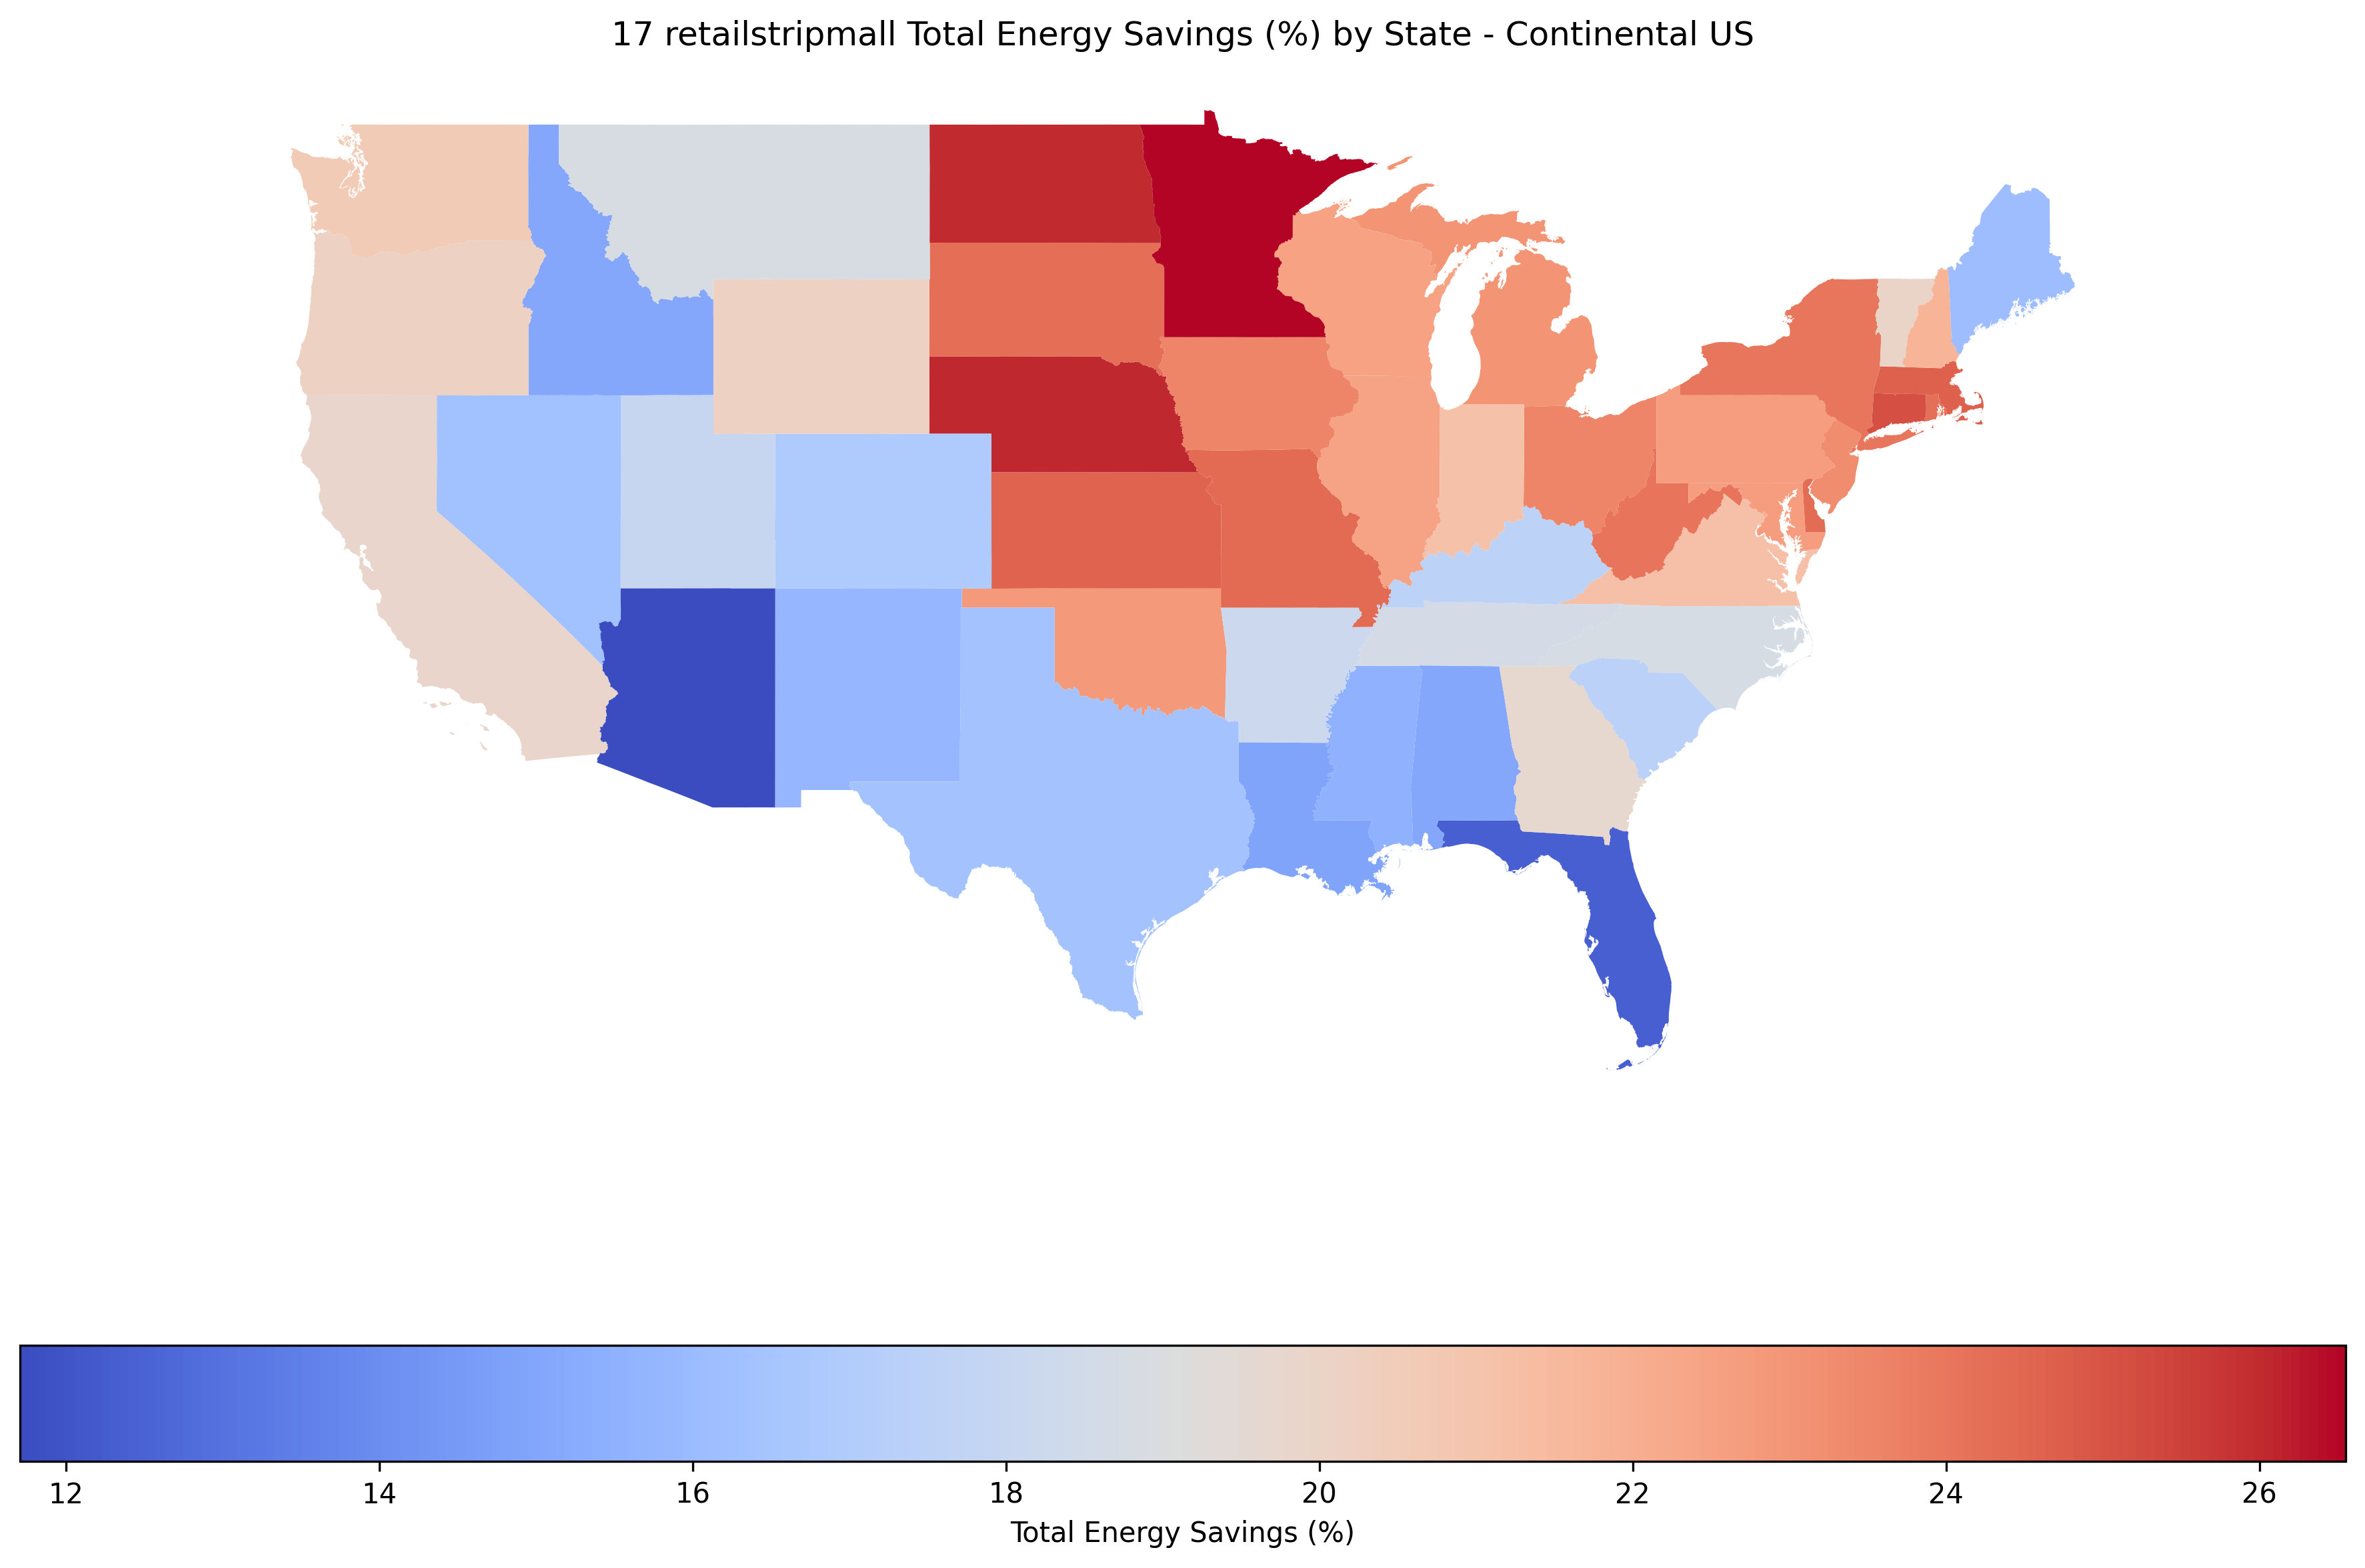 17 retailstripmall Total Energy Savings (%) by State - Continental US
12 14 16 18 20 22 24 26
Total Energy Savings (%)